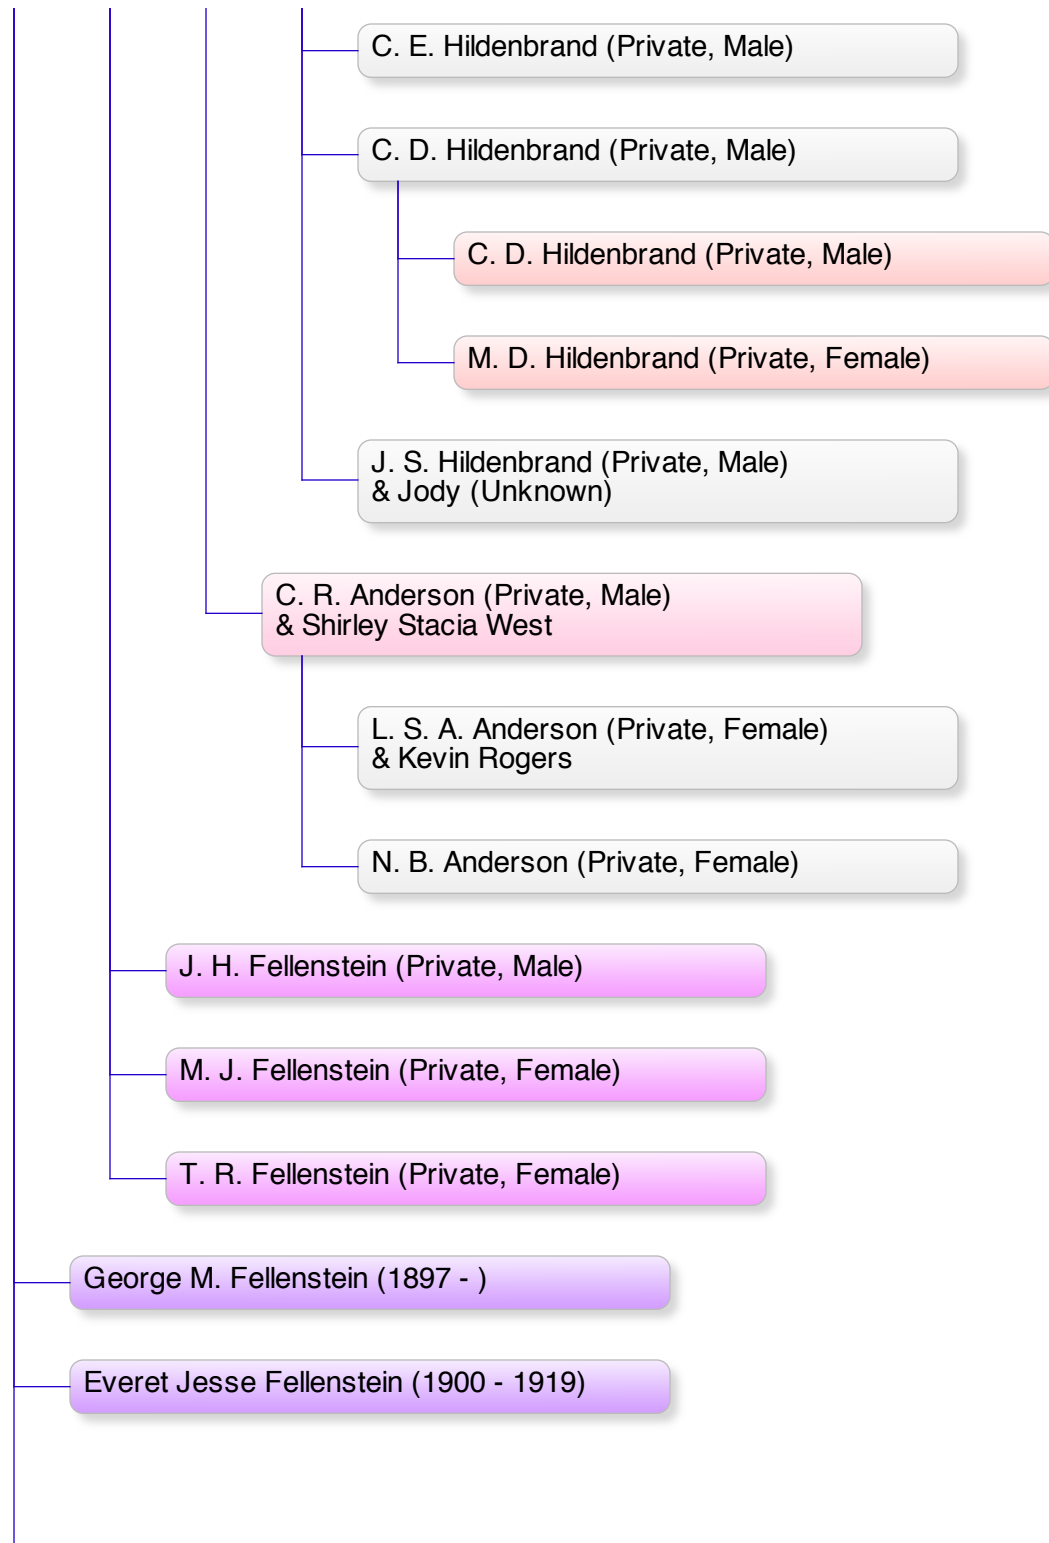 C. E. Hildenbrand (Private, Male)
C. D. Hildenbrand (Private, Male)
C. D. Hildenbrand (Private, Male)
M. D. Hildenbrand (Private, Female)
J. S. Hildenbrand (Private, Male)
& Jody (Unknown)
C. R. Anderson (Private, Male)
& Shirley Stacia West
L. S. A. Anderson (Private, Female)
& Kevin Rogers
N. B. Anderson (Private, Female)
J. H. Fellenstein (Private, Male)
M. J. Fellenstein (Private, Female)
T. R. Fellenstein (Private, Female)
George M. Fellenstein (1897 - )
Everet Jesse Fellenstein (1900 - 1919)